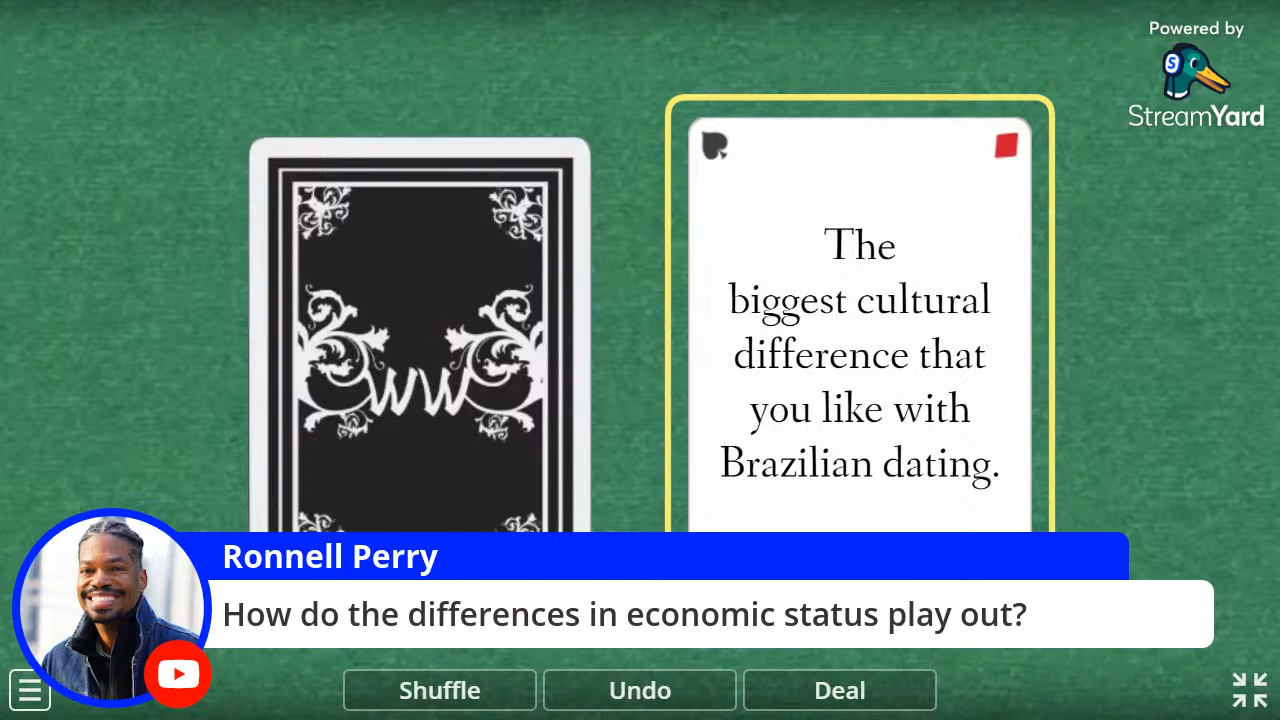 Powered by
S
StreamYard
WW
The
biggest cultural
difference that
you like with
Brazilian dating.
Ronnell Perry
How do the differences in economic status play out?
Shuffle
Undo
Deal